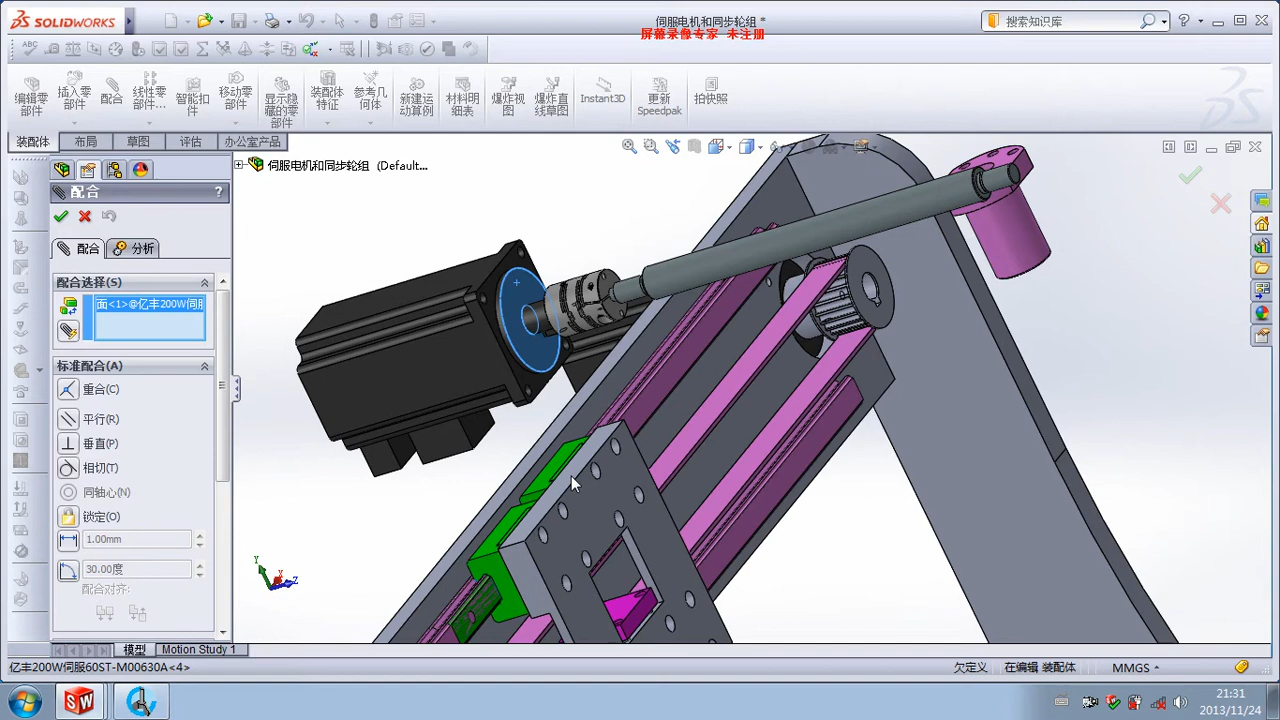 SOLIDWORKS
伺服电机和同步轮组 *
屏幕录像专家 未注册
搜索知识库
编辑零部件
插入零部件
配合
线性零部件...
智能扣件
移动零部件
显示隐藏的零部件
装配体特征
参考几何体
新建运动算例
材料明细表
爆炸视图
爆炸直线草图
Instant3D
更新 Speedpak
拍快照
装配体
布局
草图
评估
办公室产品
伺服电机和同步轮组 (Default...
配合
?
配合
分析
配合选择(S)
面<1>@亿丰200W伺服
标准配合(A)
重合(C)
平行(R)
垂直(P)
相切(T)
同轴心(N)
锁定(O)
1.00mm
30.00度
配合对齐:
Y
X
Z
模型
Motion Study 1
亿丰200W伺服60ST-M00630A<4>
欠定义
在编辑 装配体
MMGS
21:31
2013/11/24